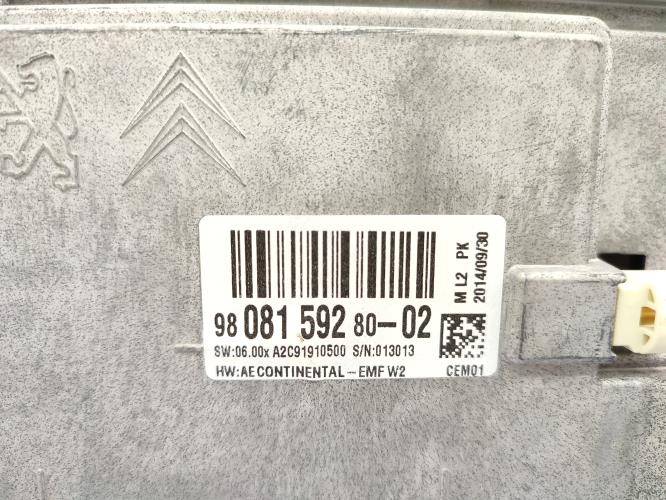 98 081 592 80-02
SW:06.00x A2C91910500 S/N:013013
HW:AE CONTINENTAL-EMF W2
CEM01
M L2 PK
2014/09/30